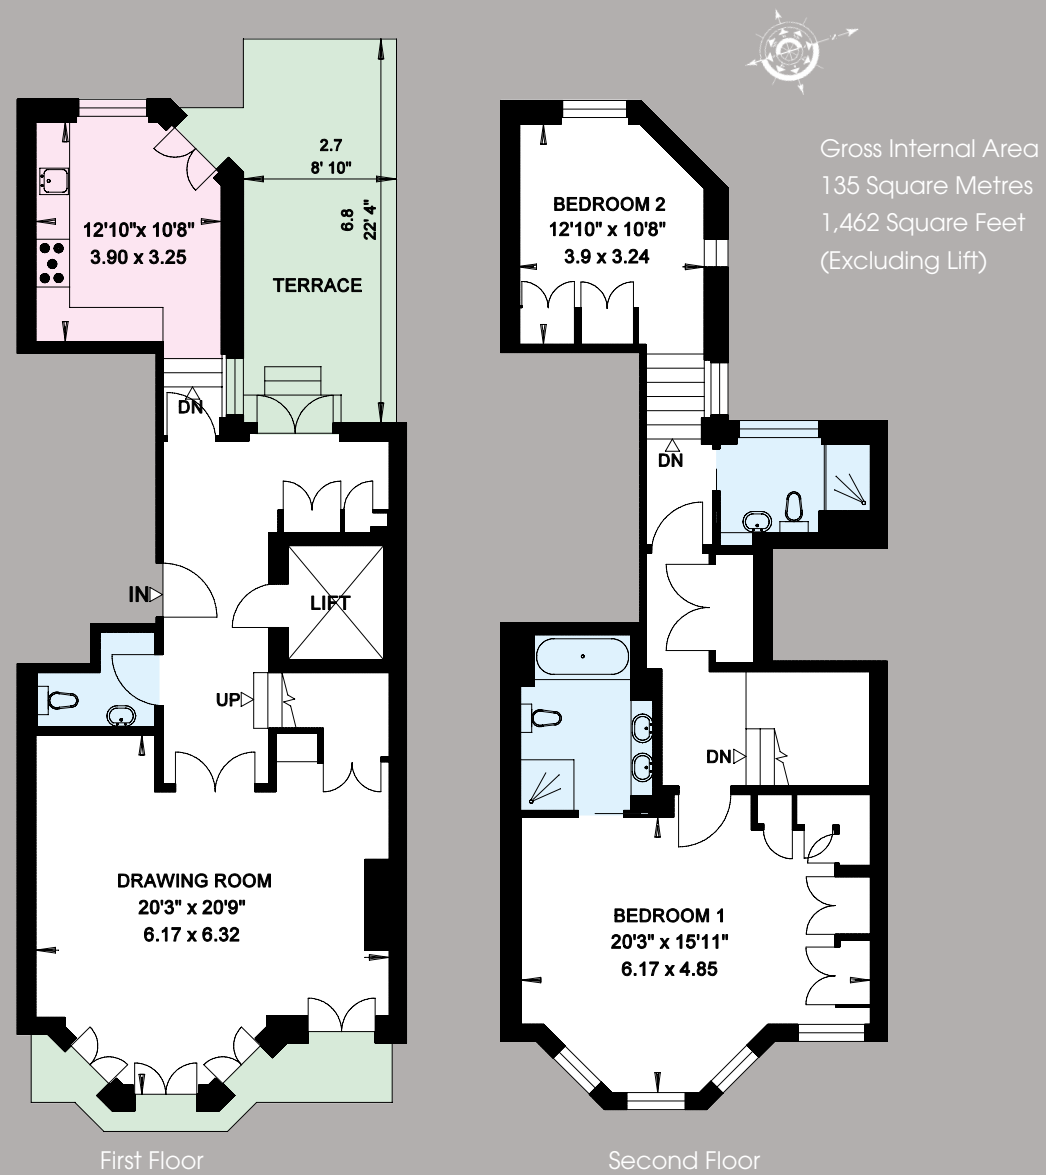 Gross Internal Area
135 Square Metres
1,462 Square Feet
(Excluding Lift)
2.7
8' 10"
6.8
22' 4"
12'10"x 10'8"
3.90 x 3.25
TERRACE
DN
IN
LIFT
UP
DRAWING ROOM
20'3" x 20'9"
6.17 x 6.32
First Floor
BEDROOM 2
12'10" x 10'8"
3.9 x 3.24
DN
DN
BEDROOM 1
20'3" x 15'11"
6.17 x 4.85
Second Floor